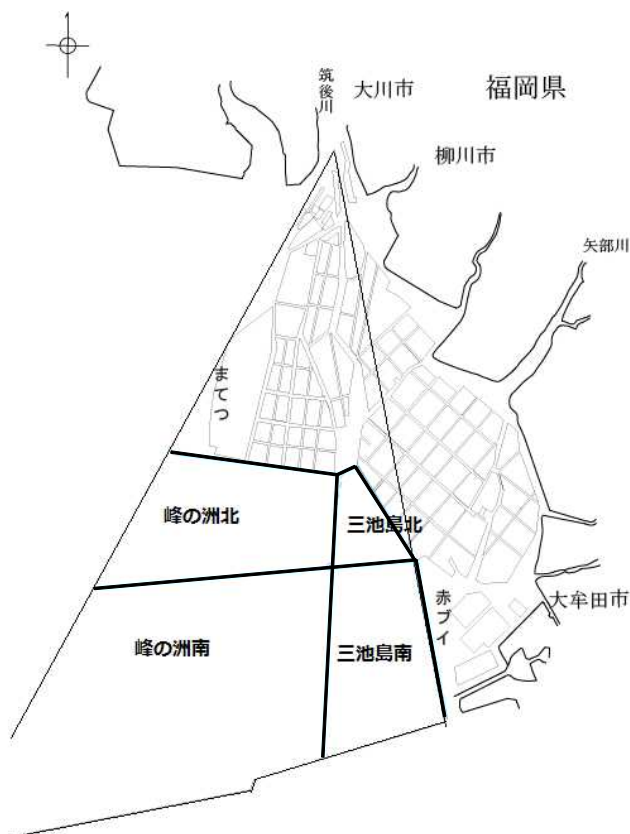 筑後川
大川市
福岡県
柳川市
矢部川
まてつ
峰の洲北
三池島北
赤ブイ
大牟田市
峰の洲南
三池島南